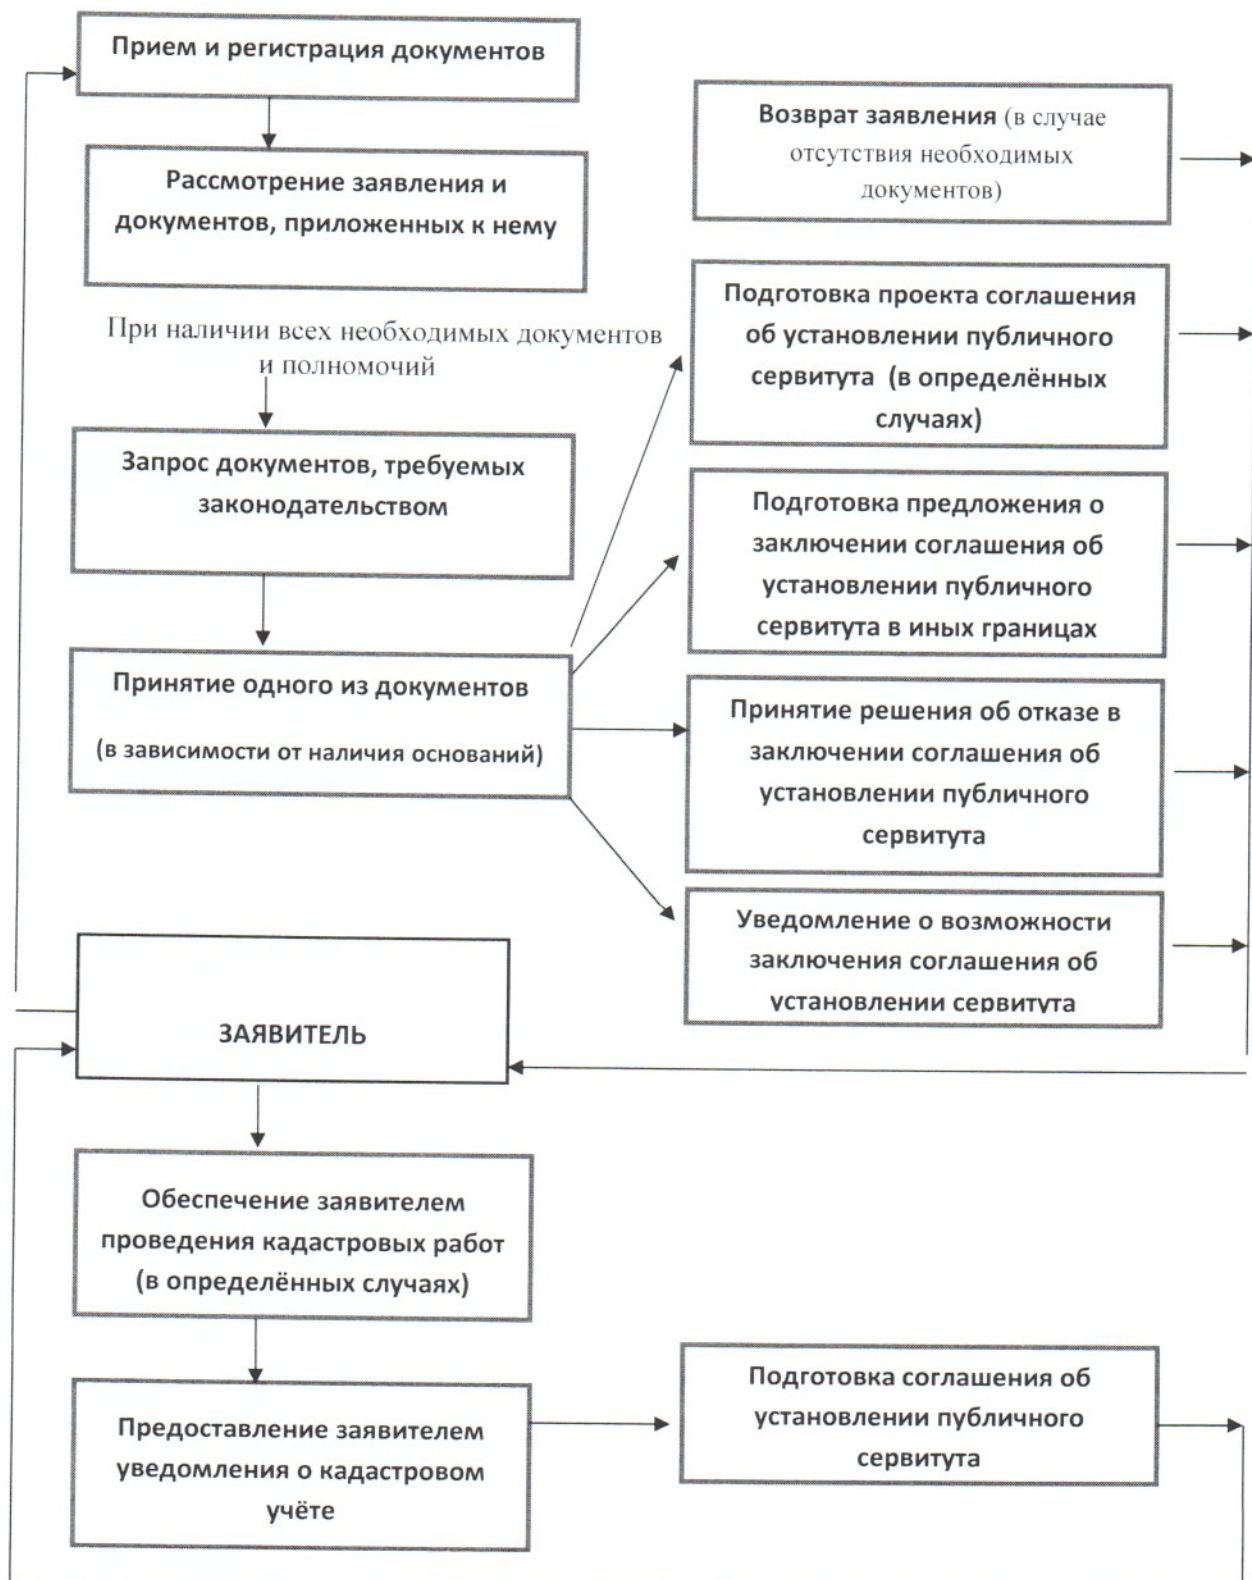 Прием и регистрация документов
Рассмотрение заявления и
документов, приложенных к нему
При наличии всех необходимых документов
и полномочий
Запрос документов, требуемых
законодательством
Принятие одного из документов
(в зависимости от наличия оснований)
Возврат заявления (в случае
отсутствия необходимых
документов)
Подготовка проекта соглашения
об установлении публичного
сервитута (в определённых
случаях)
Подготовка предложения о
заключении соглашения об
установлении публичного
сервитута в иных границах
Принятие решения об отказе в
заключении соглашения об
установлении публичного
сервитута
Уведомление о возможности
заключения соглашения об
установлении сервитута
ЗАЯВИТЕЛЬ
Обеспечение заявителем
проведения кадастровых работ
(в определённых случаях)
Предоставление заявителем
уведомления о кадастровом
учёте
Подготовка соглашения об
установлении публичного
сервитута